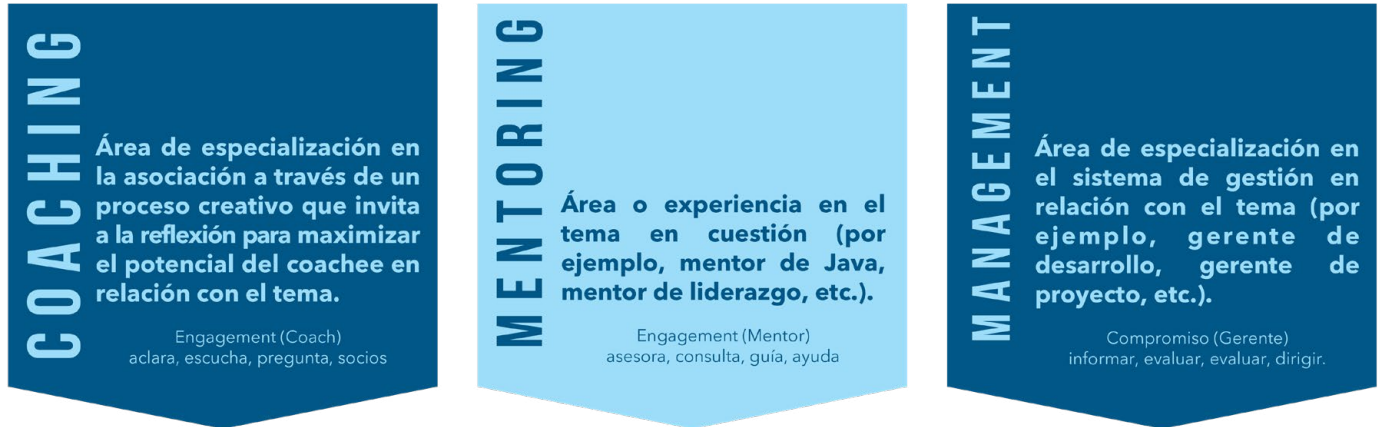 COACHING
Área de especialización en
la asociación a través de un
proceso creativo que invita
a la reflexión para maximizar
el potencial del coachee en
relación con el tema.
Engagement (Coach)
aclara, escucha, pregunta, socios
MENTORING
Área o experiencia en el
tema en cuestión (por
ejemplo, mentor de Java,
mentor de liderazgo, etc.).
Engagement (Mentor)
asesora, consulta, guía, ayuda
MANAGEMENT
Área de especialización en
el sistema de gestión en
relación con el tema (por
ejemplo, gerente de
desarrollo, gerente de
proyecto, etc.).
Compromiso (Gerente)
informar, evaluar, evaluar, dirigir.